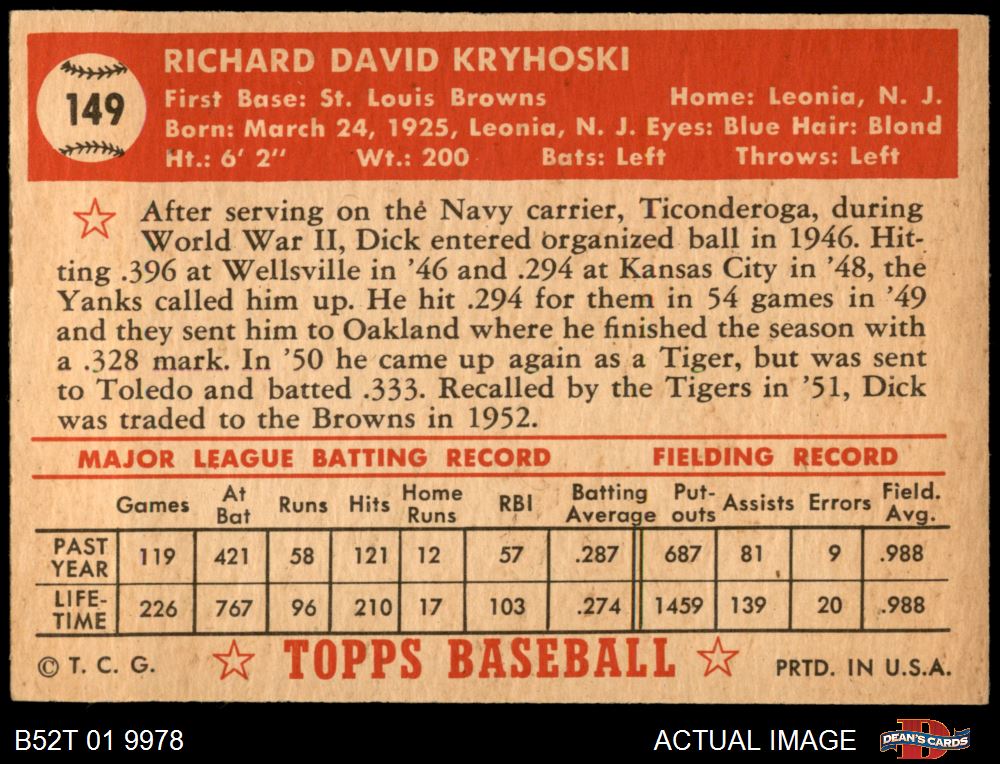 149
RICHARD DAVID KRYHOSKI
First Base: St. Louis Browns Home: Leonia, N. J.
Born: March 24, 1925, Leonia, N. J. Eyes: Blue Hair: Blond
Ht.: 6' 2" Wt.: 200 Bats: Left Throws: Left
After serving on the Navy carrier, Ticonderoga, during
World War II, Dick entered organized ball in 1946. Hit-
ting .396 at Wellsville in '46 and .294 at Kansas City in '48, the
Yanks called him up. He hit .294 for them in 54 games in '49
and they sent him to Oakland where he finished the season with
a .328 mark. In '50 he came up again as a Tiger, but was sent
to Toledo and batted .333. Recalled by the Tigers in '51, Dick
was traded to the Browns in 1952.
MAJOR LEAGUE BATTING RECORD FIELDING RECORD
Games At Bat Runs Hits Home Runs RBI Batting Average Put-outs Assists Errors Field. Avg.
PAST YEAR 119 421 58 121 12 57 .287 687 81 9 .988
LIFE-TIME 226 767 96 210 17 103 .274 1459 139 20 .988
© T. C. G. TOPPS BASEBALL PRTD. IN U.S.A.
B52T 01 9978 ACTUAL IMAGE D DEAN'S CARDS